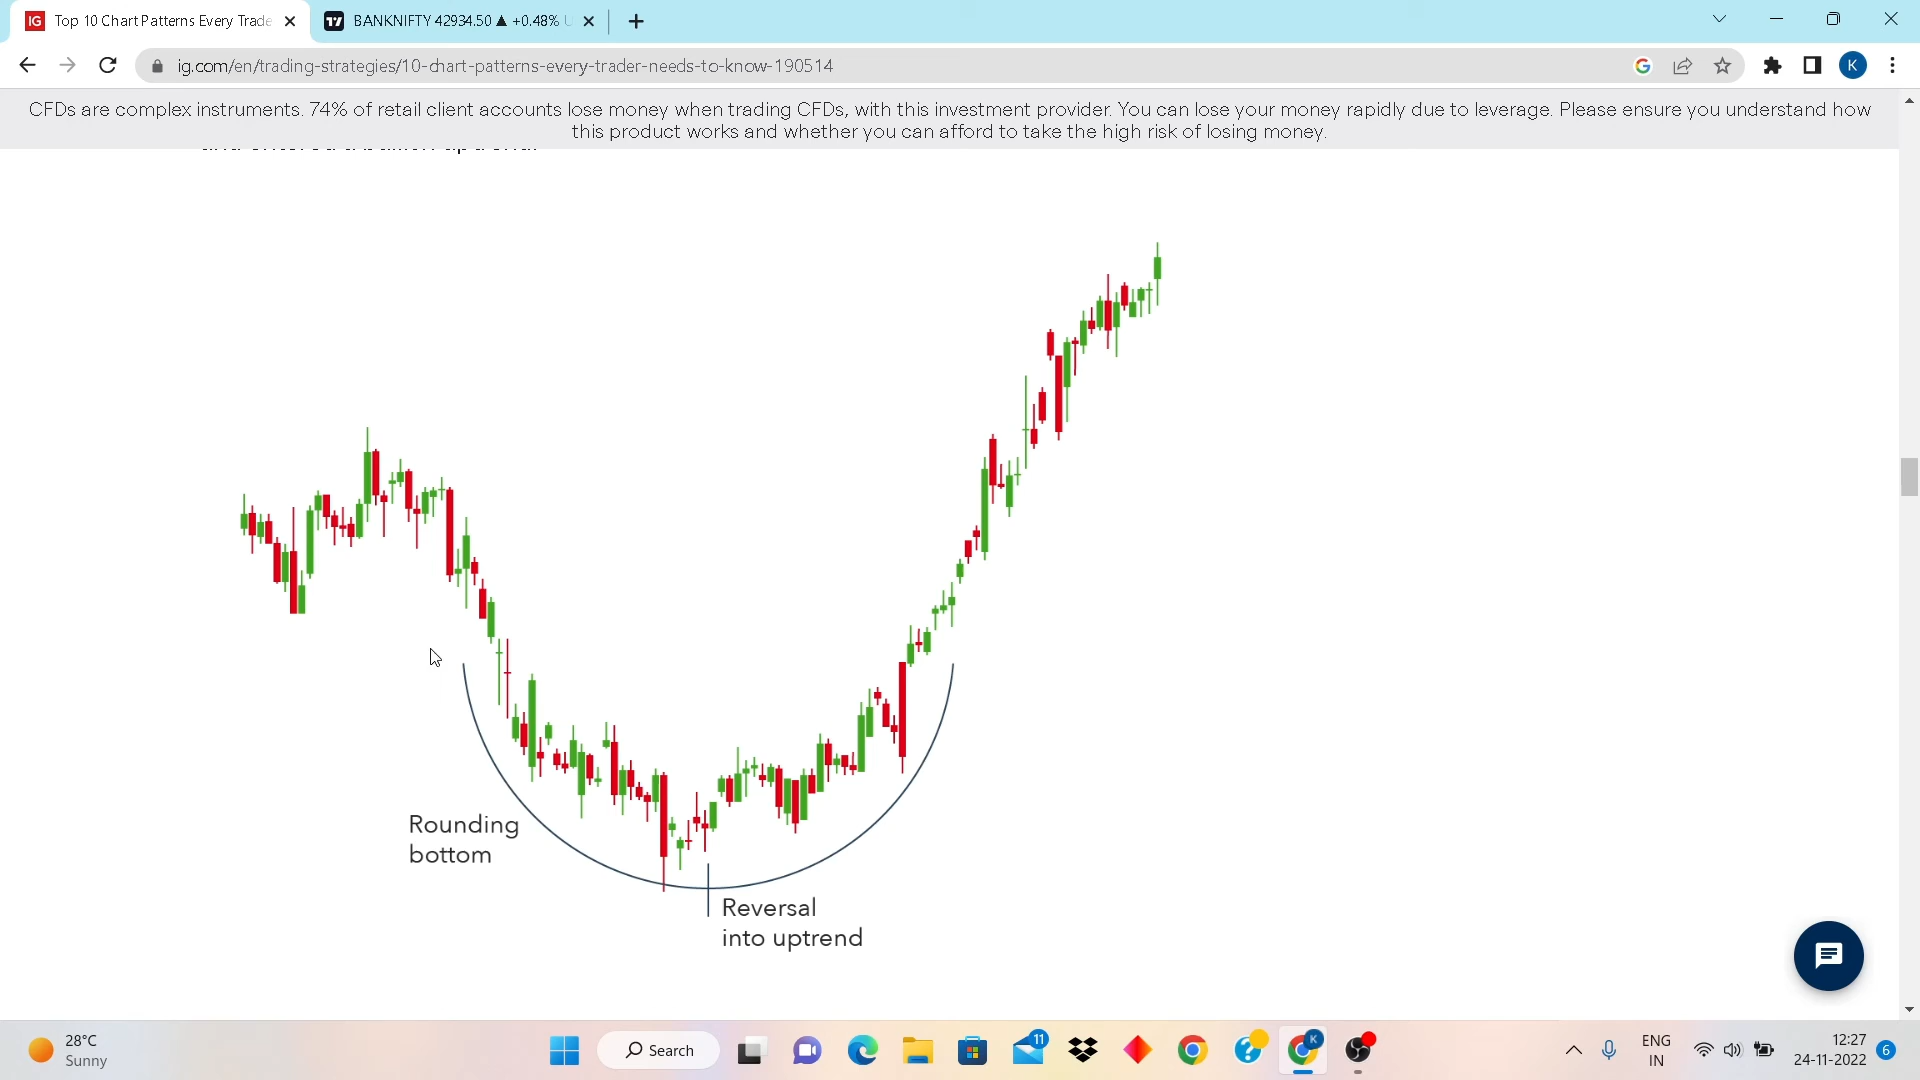 IG Top 10 Chart Patterns Every Trade
BANKNIFTY 42934.50 ▲ +0.48% U
ig.com/en/trading-strategies/10-chart-patterns-every-trader-needs-to-know-190514
K
CFDs are complex instruments. 74% of retail client accounts lose money when trading CFDs, with this investment provider. You can lose your money rapidly due to leverage. Please ensure you understand how
this product works and whether you can afford to take the high risk of losing money.
Rounding
bottom
Reversal
into uptrend
28°C
Sunny
Search
11
K
ENG
IN
12:27
24-11-2022
6